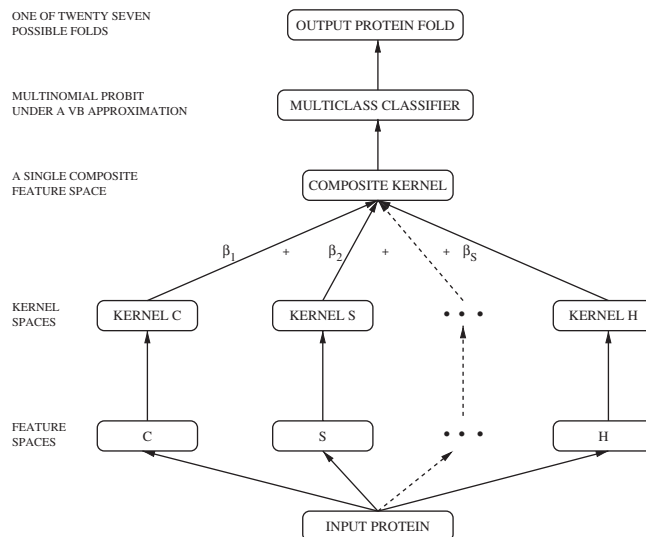 ONE OF TWENTY SEVEN
POSSIBLE FOLDS
OUTPUT PROTEIN FOLD
MULTINOMIAL PROBIT
UNDER A VB APPROXIMATION
MULTICLASS CLASSIFIER
A SINGLE COMPOSITE
FEATURE SPACE
COMPOSITE KERNEL
β1 + β2 + + βS
KERNEL
SPACES
KERNEL C KERNEL S • • • KERNEL H
FEATURE
SPACES
C S • • • H
INPUT PROTEIN